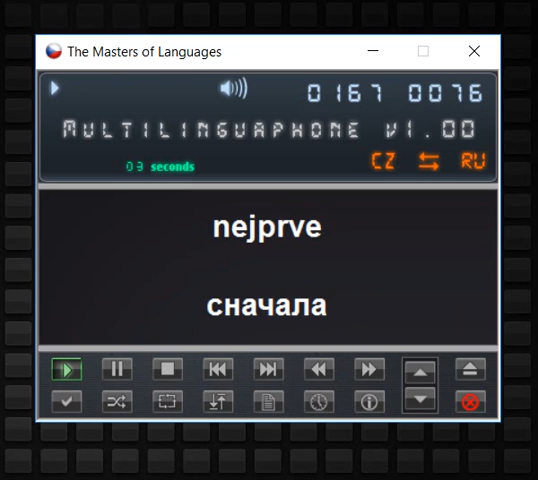 The Masters of Languages
0167 0076
MULTILINGUAPHONE v1.00
03 seconds
CZ ⇆ RU
nejprve
сначала